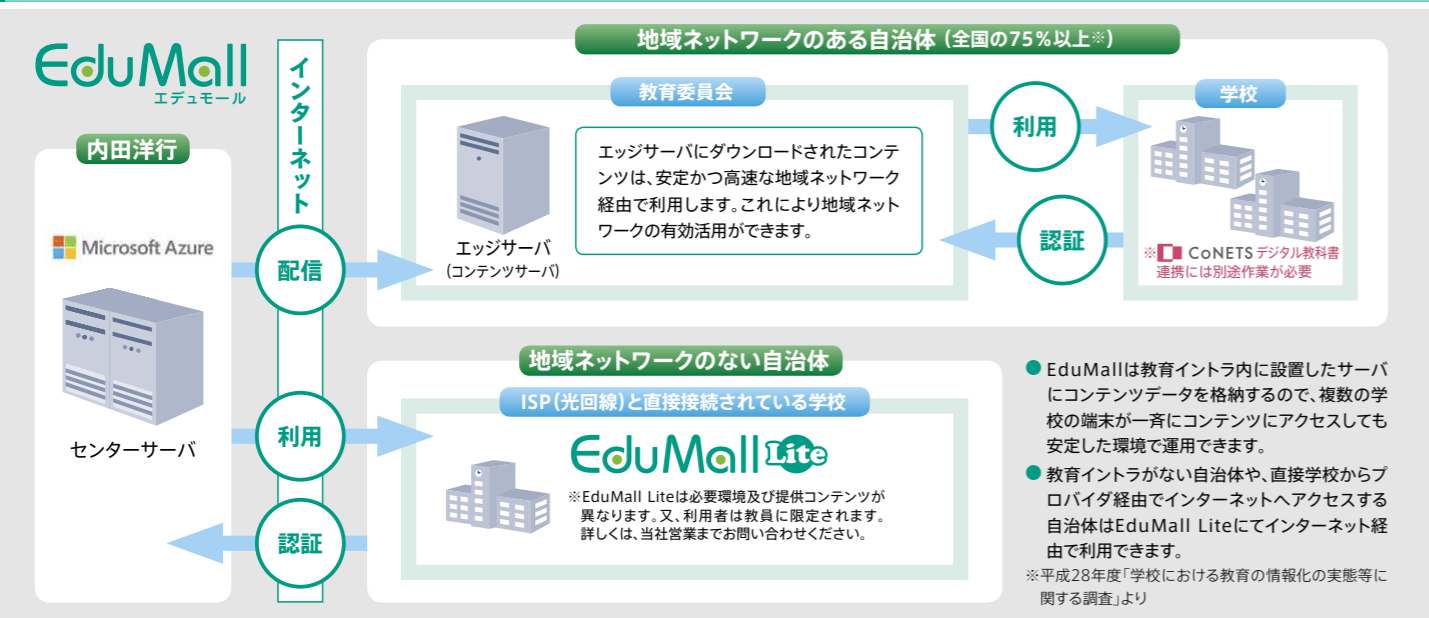 EduMall
エデュモール
内田洋行
Microsoft Azure
センターサーバ
インターネット
配信
利用
認証
地域ネットワークのある自治体（全国の75％以上※）
教育委員会
エッジサーバ
（コンテンツサーバ）
エッジサーバにダウンロードされたコンテ
ンツは、安定かつ高速な地域ネットワーク
経由で利用します。これにより地域ネット
ワークの有効活用ができます。
利用
認証
学校
※CoNETSデジタル教科書
連携には別途作業が必要
地域ネットワークのない自治体
ISP（光回線）と直接接続されている学校
EduMall Lite
※EduMall Liteは必要環境及び提供コンテンツが
異なります。又、利用者は教員に限定されます。
詳しくは、当社営業までお問い合わせください。
● EduMallは教育イントラ内に設置したサーバ
にコンテンツデータを格納するので、複数の学
校の端末が一斉にコンテンツにアクセスしても
安定した環境で運用できます。
● 教育イントラがない自治体や、直接学校からプ
ロバイダ経由でインターネットへアクセスする
自治体はEduMall Liteにてインターネット経
由で利用できます。
※平成28年度「学校における教育の情報化の実態等に
関する調査」より